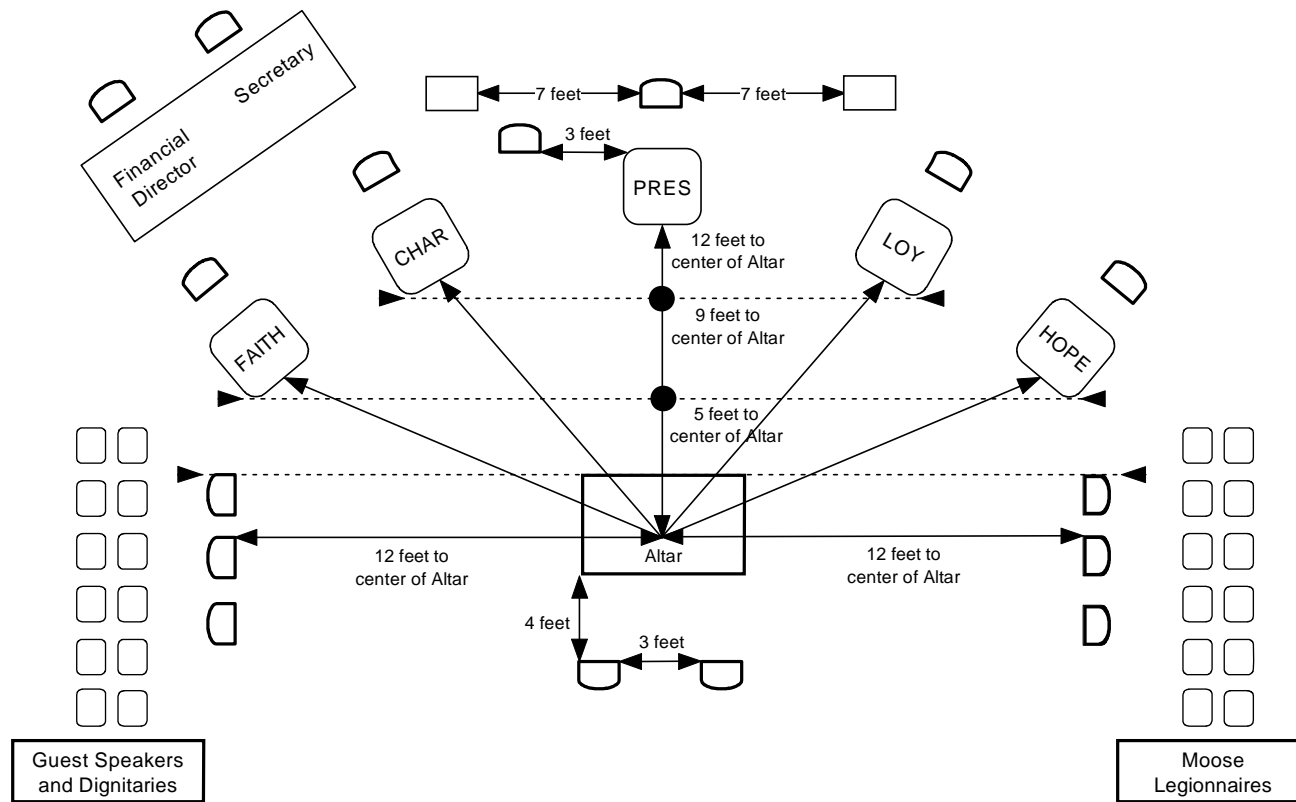 Secretary
Financial
Director
7 feet
7 feet
3 feet
PRES
CHAR
LOY
12 feet to
center of Altar
FAITH
HOPE
9 feet to
center of Altar
5 feet to
center of Altar
Altar
12 feet to
center of Altar
12 feet to
center of Altar
4 feet
3 feet
Guest Speakers
and Dignitaries
Moose
Legionnaires